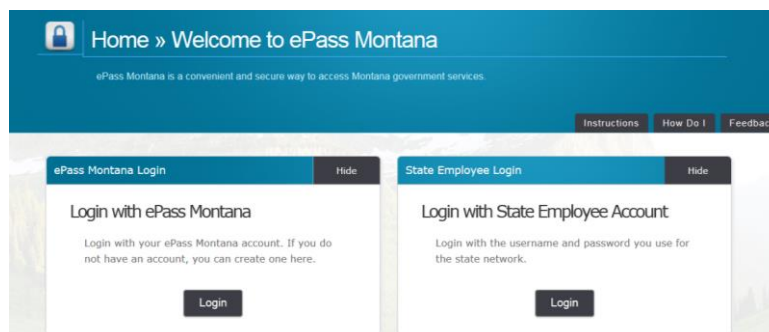 Home » Welcome to ePass Montana
ePass Montana is a convenient and secure way to access Montana government services.
Instructions
How Do I
Feedbac
ePass Montana Login
Hide
Login with ePass Montana
Login with your ePass Montana account. If you do
not have an account, you can create one here.
Login
State Employee Login
Hide
Login with State Employee Account
Login with the username and password you use for
the state network.
Login